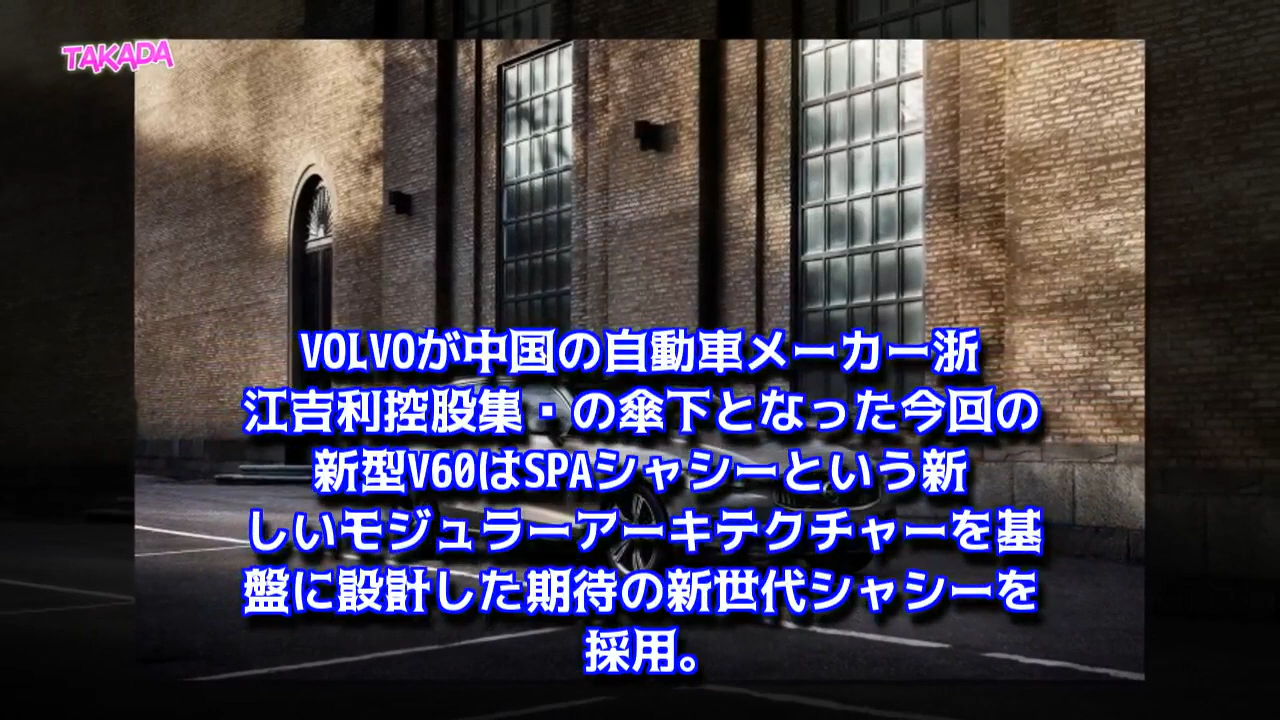 TAKADA
VOLVOが中国の自動車メーカー浙
江吉利控股集・の傘下となった今回の
新型V60はSPAシャシーという新
しいモジュラーアーキテクチャーを基
盤に設計した期待の新世代シャシーを
採用。